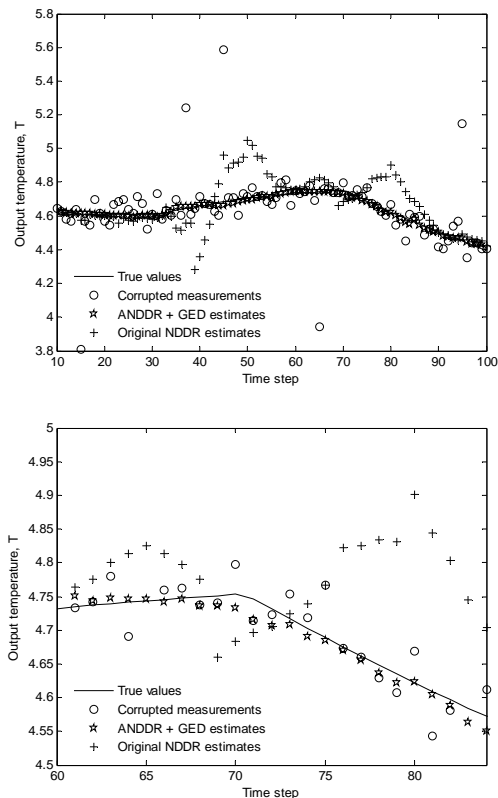 5.8
5.6
5.4
5.2
5
4.8
4.6
4.4
4.2
4
3.8
Output temperature, T
True values
Corrupted measurements
ANDDR + GED estimates
Original NDDR estimates
10 20 30 40 50 60 70 80 90 100
Time step
5
4.95
4.9
4.85
4.8
4.75
4.7
4.65
4.6
4.55
4.5
Output temperature, T
True values
Corrupted measurements
ANDDR + GED estimates
Original NDDR estimates
60 65 70 75 80
Time step